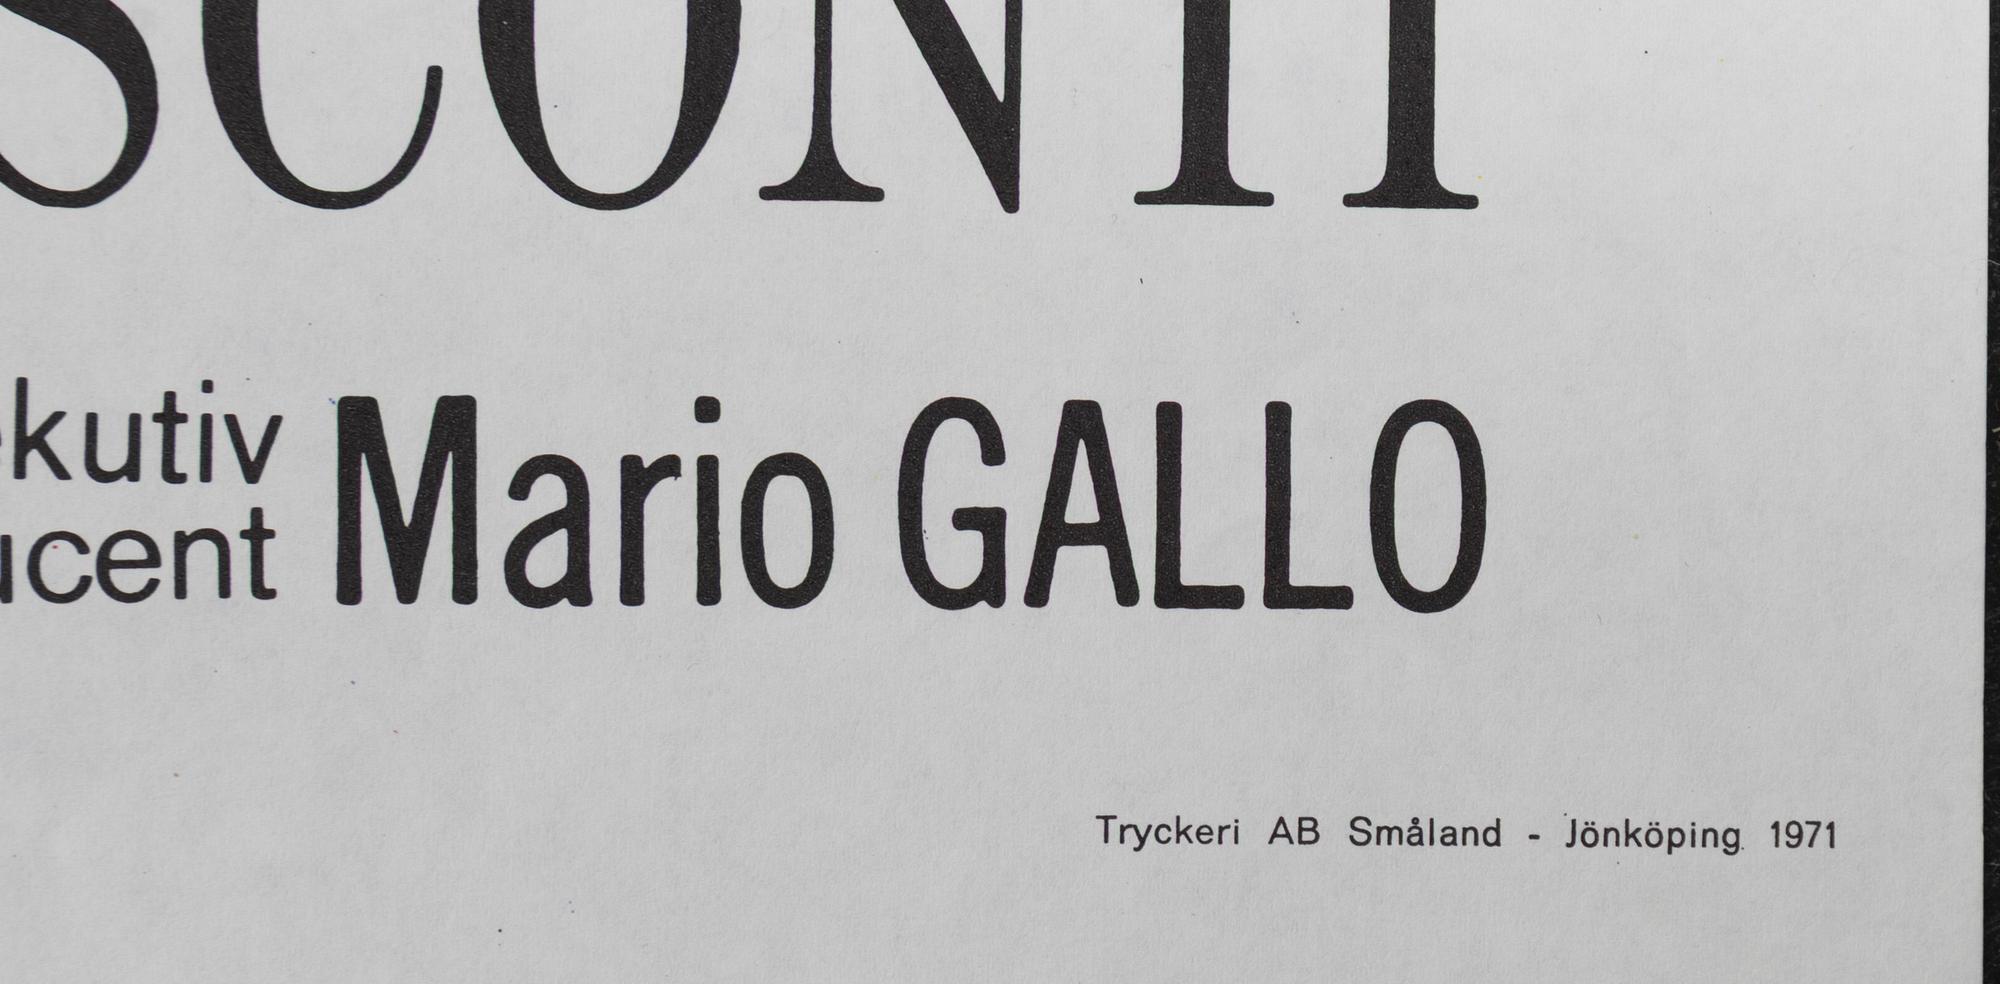 SCONTI
ekutiv
ucent
Mario GALLO
Tryckeri AB Småland - Jönköping 1971